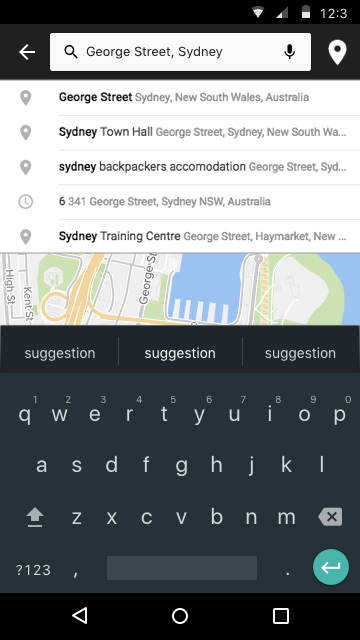 12:3
George Street, Sydney
George Street Sydney, New South Wales, Australia
Sydney Town Hall George Street, Sydney, New South Wa...
sydney backpackers accomodation George Street, Syd...
6 341 George Street, Sydney NSW, Australia
Sydney Training Centre George Street, Haymarket, New ...
High St
Kent St
George St
suggestion suggestion suggestion
1 2 3 4 5 6 7 8 9 0
q w e r t y u i o p
a s d f g h j k l
z x c v b n m
?123 , .